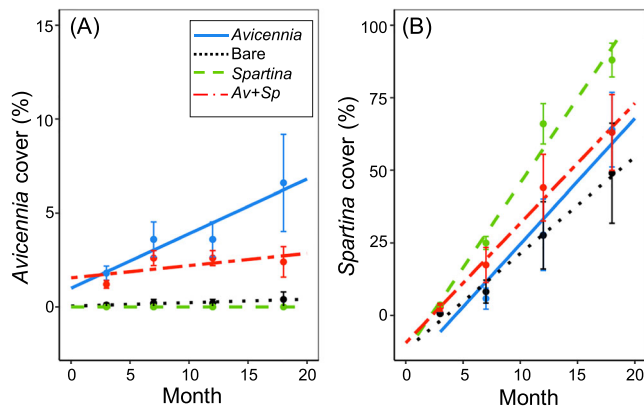 (A)
Avicennia cover (%)
15
10
5
0
Avicennia
Bare
Spartina
Av+Sp
0 5 10 15 20
Month
(B)
Spartina cover (%)
100
75
50
25
0
0 5 10 15 20
Month